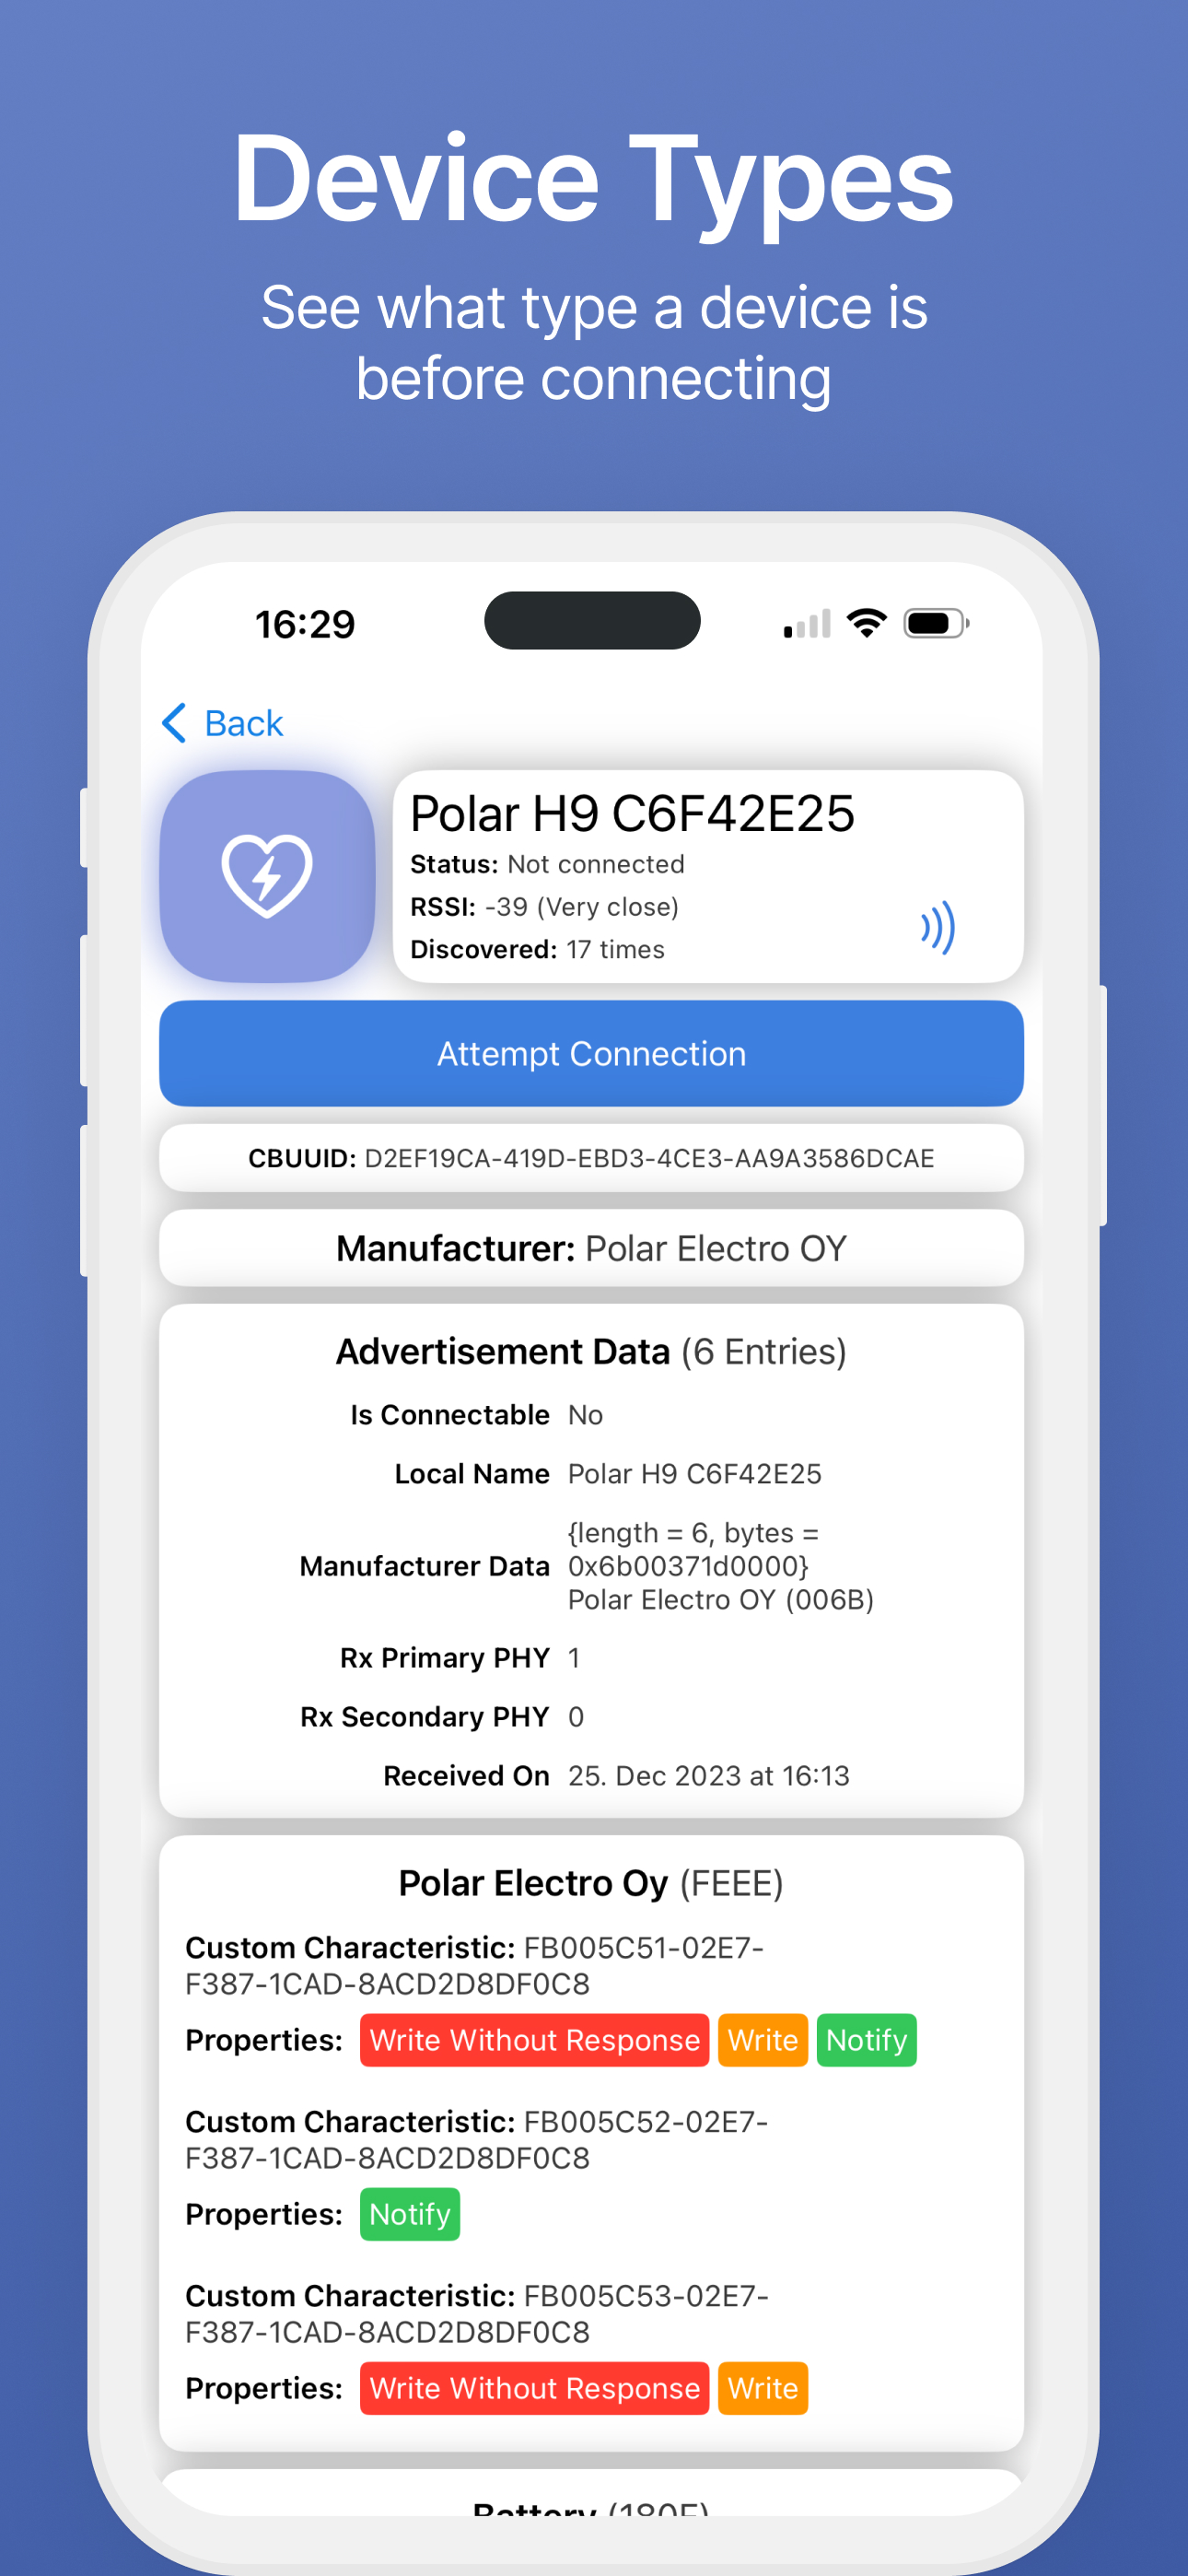 Device Types
See what type a device is
before connecting
16:29
Back
Polar H9 C6F42E25
Status: Not connected
RSSI: -39 (Very close)
Discovered: 17 times
Attempt Connection
CBUUID: D2EF19CA-419D-EBD3-4CE3-AA9A3586DCAE
Manufacturer: Polar Electro OY
Advertisement Data (6 Entries)
Is Connectable No
Local Name Polar H9 C6F42E25
Manufacturer Data {length = 6, bytes =
0x6b00371d0000}
Polar Electro OY (006B)
Rx Primary PHY 1
Rx Secondary PHY 0
Received On 25. Dec 2023 at 16:13
Polar Electro Oy (FEEE)
Custom Characteristic: FB005C51-02E7-
F387-1CAD-8ACD2D8DF0C8
Properties: Write Without Response Write Notify
Custom Characteristic: FB005C52-02E7-
F387-1CAD-8ACD2D8DF0C8
Properties: Notify
Custom Characteristic: FB005C53-02E7-
F387-1CAD-8ACD2D8DF0C8
Properties: Write Without Response Write
Battery (180F)